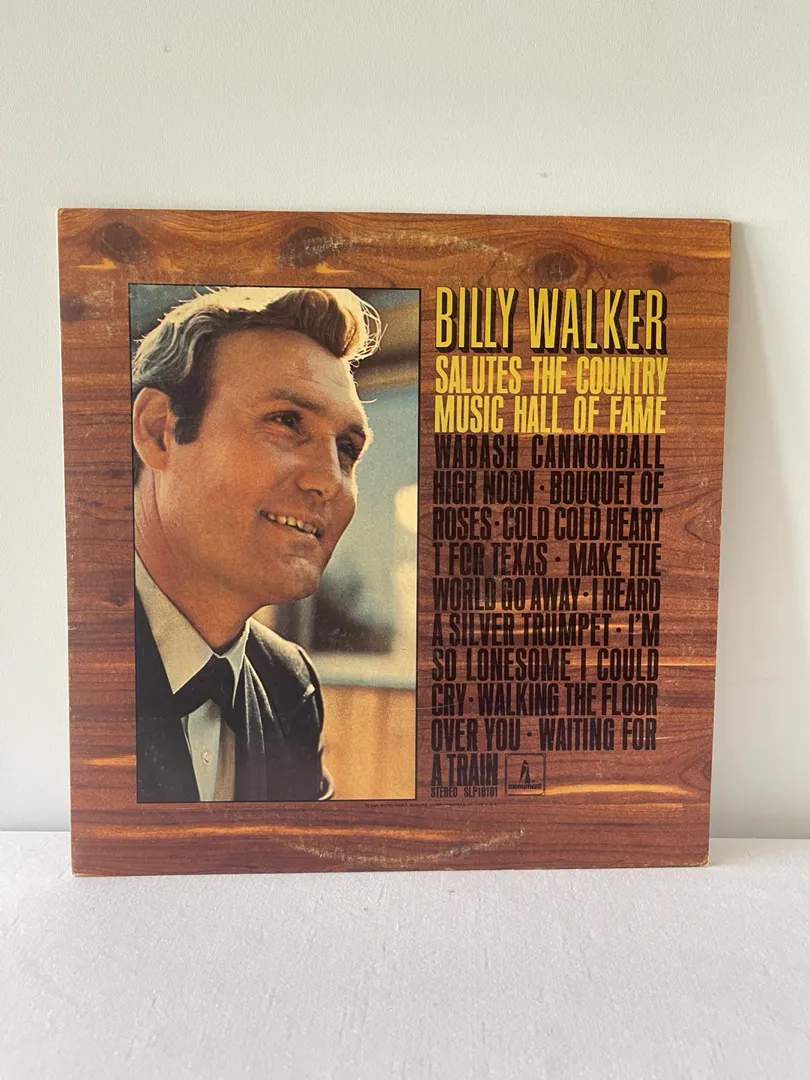 BILLY WALKER
SALUTES THE COUNTRY
MUSIC HALL OF FAME
WABASH CANNONBALL
HIGH NOON · BOUQUET OF
ROSES · COLD COLD HEART
T FOR TEXAS · MAKE THE
WORLD GO AWAY · I HEARD
A SILVER TRUMPET · I'M
SO LONESOME I COULD
CRY · WALKING THE FLOOR
OVER YOU · WAITING FOR
A TRAIN
STEREO SLP18101
monument